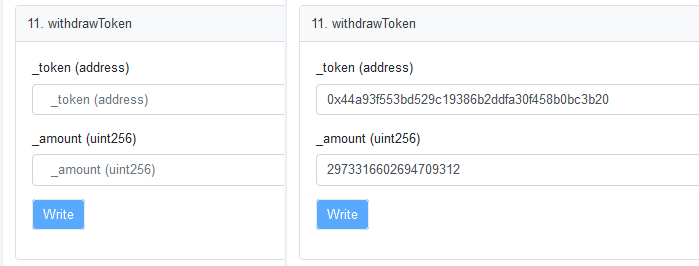 11. withdrawToken
_token (address)
_token (address)
_amount (uint256)
_amount (uint256)
Write
11. withdrawToken
_token (address)
0x44a93f553bd529c19386b2ddfa30f458b0bc3b20
_amount (uint256)
2973316602694709312
Write